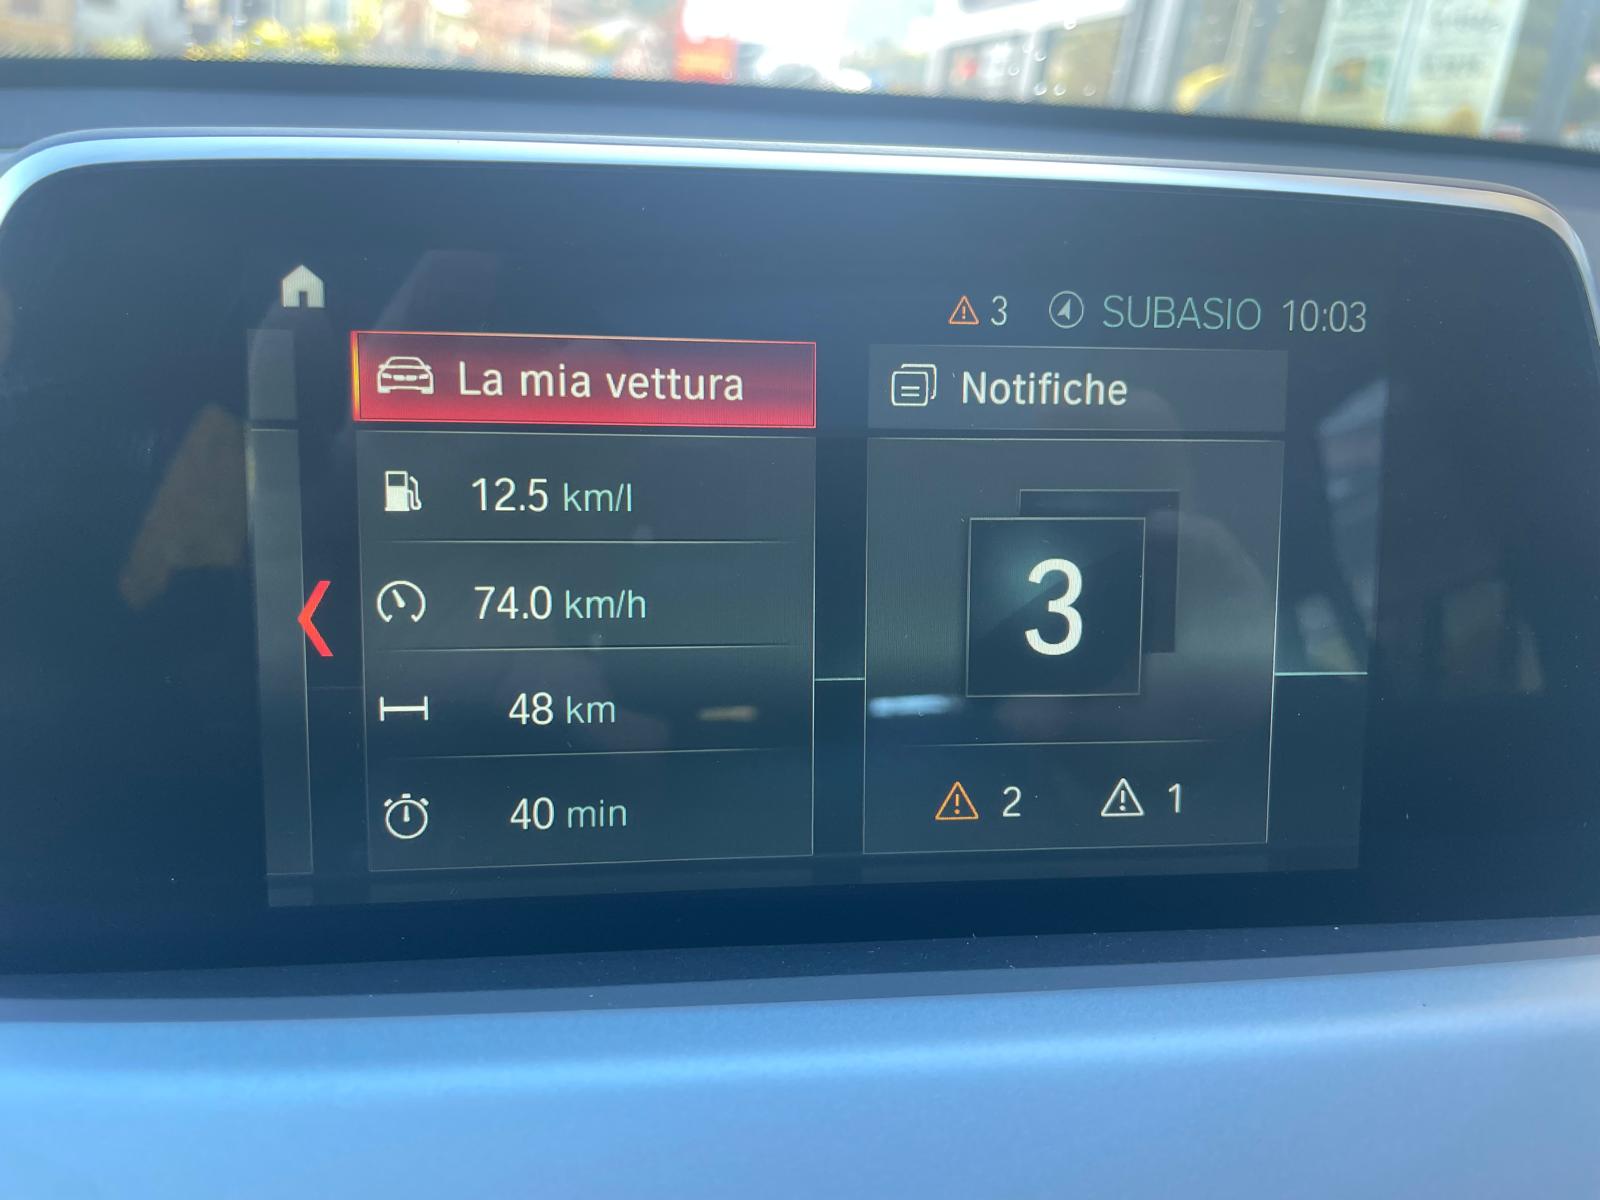 3 SUBASIO 10:03
La mia vettura
Notifiche
12.5 km/l
74.0 km/h
48 km
40 min
3
2 1